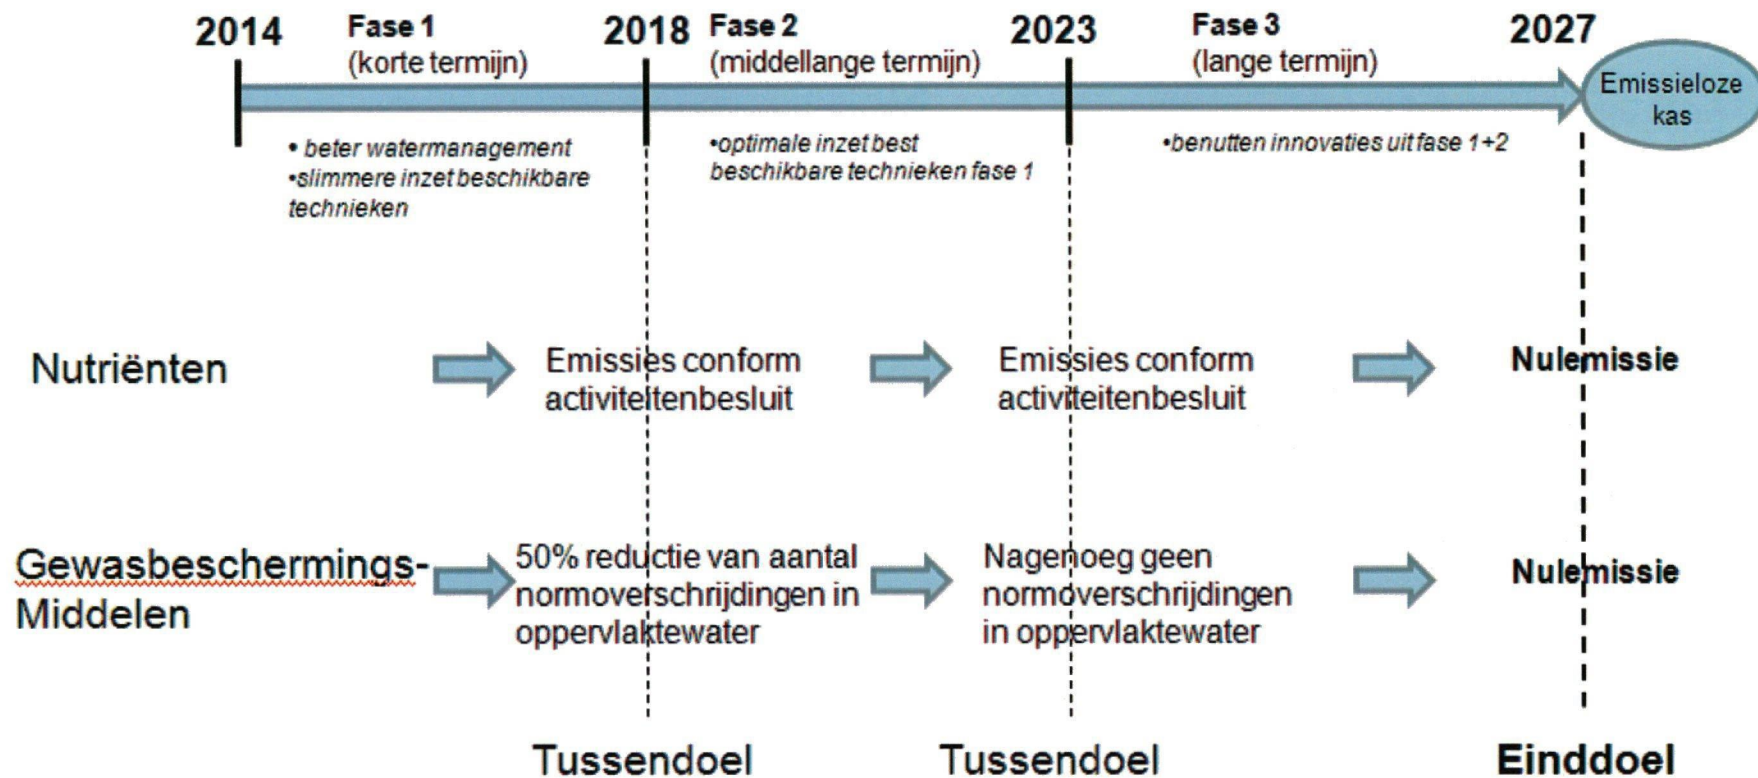 2014
Fase 1
(korte termijn)
2018
Fase 2
(middellange termijn)
2023
Fase 3
(lange termijn)
2027
Emissieloze
kas
• beter watermanagement
•slimmere inzet beschikbare
technieken
•optimale inzet best
beschikbare technieken fase 1
•benutten innovaties uit fase 1+2
Nutriënten
Emissies conform
activiteitenbesluit
Emissies conform
activiteitenbesluit
Nulemissie
Gewasbeschermings-
Middelen
50% reductie van aantal
normoverschrijdingen in
oppervlaktewater
Nagenoeg geen
normoverschrijdingen
in oppervlaktewater
Nulemissie
Tussendoel
Tussendoel
Einddoel